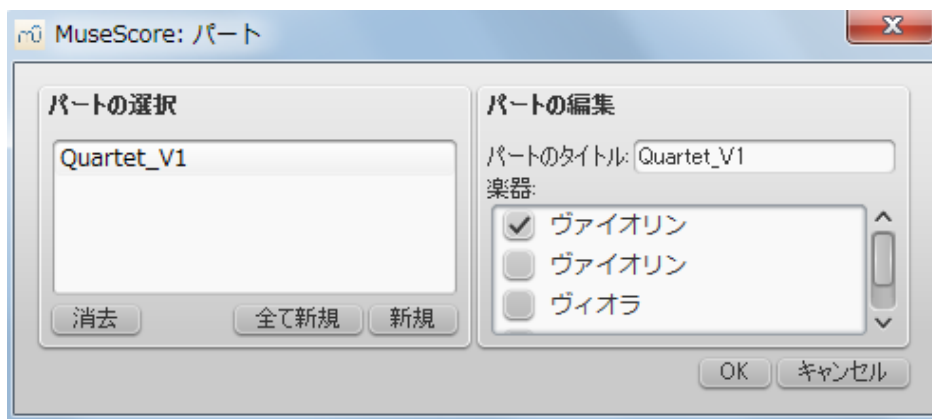 MuseScore: パート
パートの選択
Quartet_V1
消去 全て新規 新規
パートの編集
パートのタイトル: Quartet_V1
楽器:
ヴァイオリン
ヴァイオリン
ヴィオラ
OK キャンセル